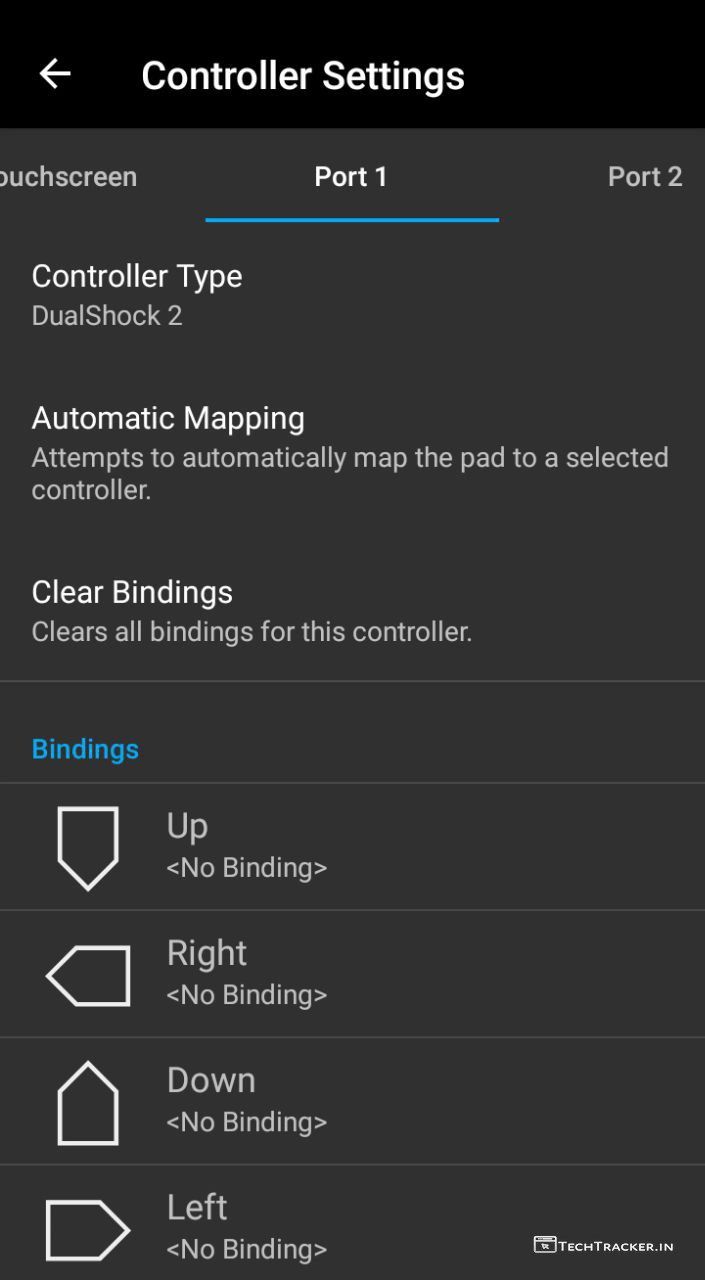 Controller Settings
ouchscreen
Port 1
Port 2
Controller Type
DualShock 2
Automatic Mapping
Attempts to automatically map the pad to a selected
controller.
Clear Bindings
Clears all bindings for this controller.
Bindings
Up
<No Binding>
Right
<No Binding>
Down
<No Binding>
Left
<No Binding>
TECHTRACKER.IN